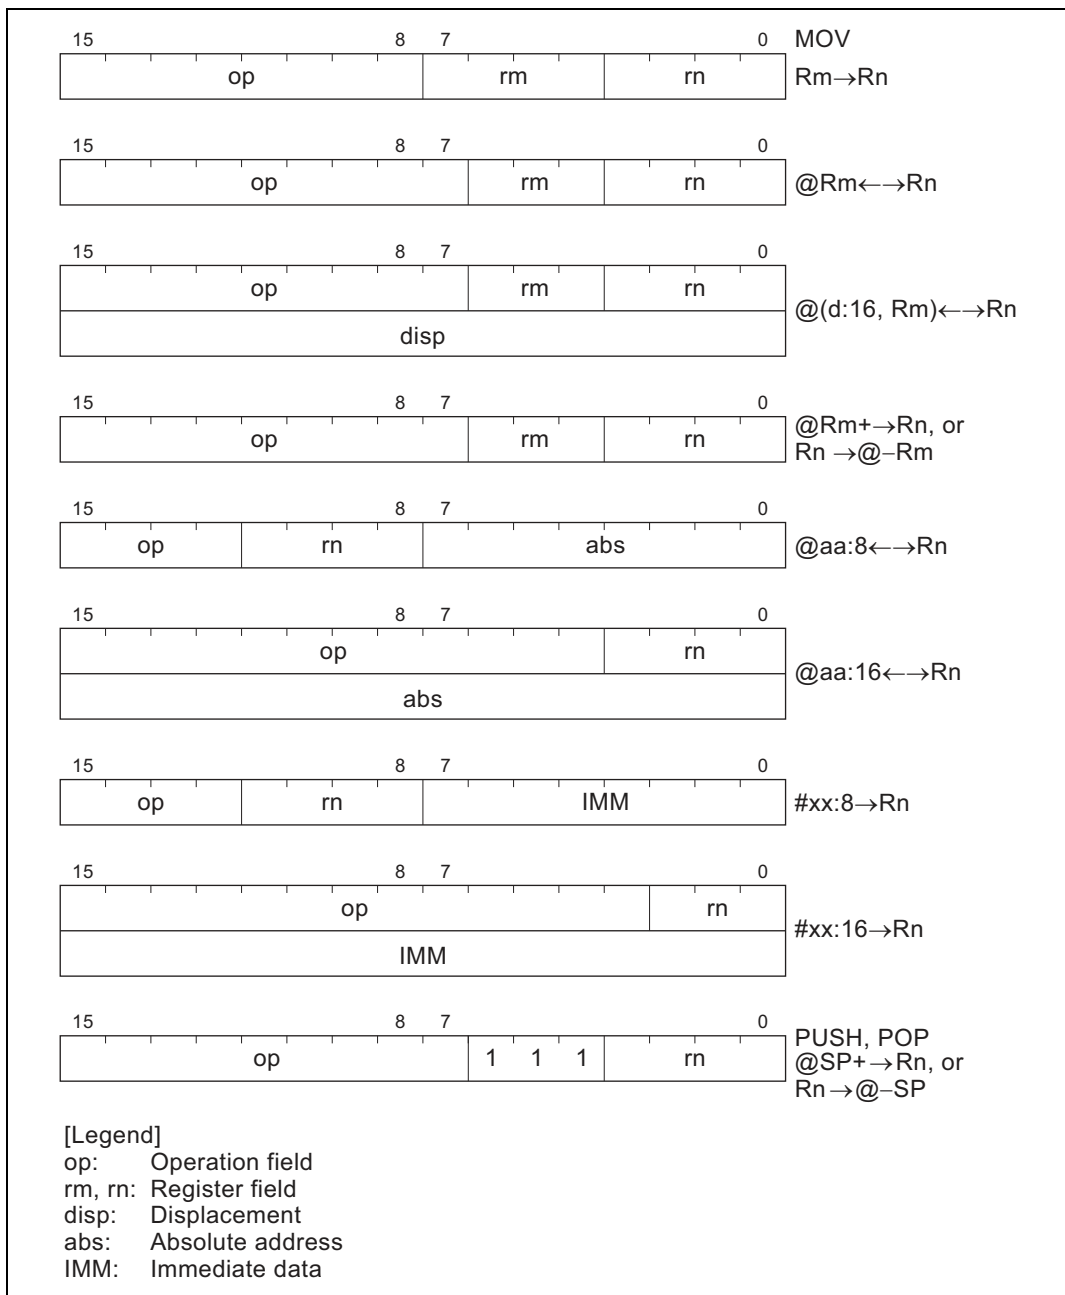 15 8 7 0 MOV
op rm rn Rm→Rn
15 8 7 0
op rm rn @Rm←→Rn
15 8 7 0
op rm rn
@(d:16, Rm)←→Rn
disp
15 8 7 0
@Rm+→Rn, or
op rm rn
Rn →@−Rm
15 8 7 0
op rn abs @aa:8←→Rn
15 8 7 0
op rn
@aa:16←→Rn
abs
15 8 7 0
op rn IMM #xx:8→Rn
15 8 7 0
op rn
#xx:16→Rn
IMM
15 8 7 0
PUSH, POP
op 1 1 1 rn @SP+→Rn, or
Rn→@−SP
[Legend]
op: Operation field
rm, rn: Register field
disp: Displacement
abs: Absolute address
IMM: Immediate data